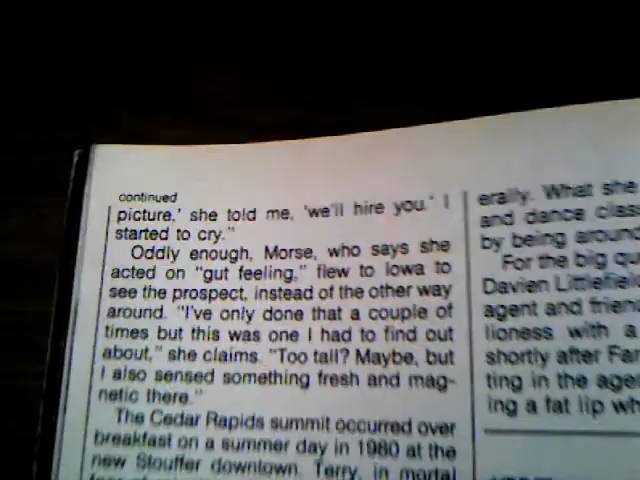 continued
picture,' she told me, 'we'll hire you.' I
started to cry."
Oddly enough, Morse, who says she
acted on "gut feeling," flew to Iowa to
see the prospect, instead of the other way
around. "I've only done that a couple of
times but this was one I had to find out
about," she claims. "Too tall? Maybe, but
I also sensed something fresh and mag-
netic there."
The Cedar Rapids summit occurred over
breakfast on a summer day in 1980 at the
new Stouffer downtown. Terry, in mortal
erally. What she
and dance clas
by being around
For the big qu
Davien Littlefield
agent and frien
lioness with a
shortly after Fa
ting in the age
ing a fat lip wh